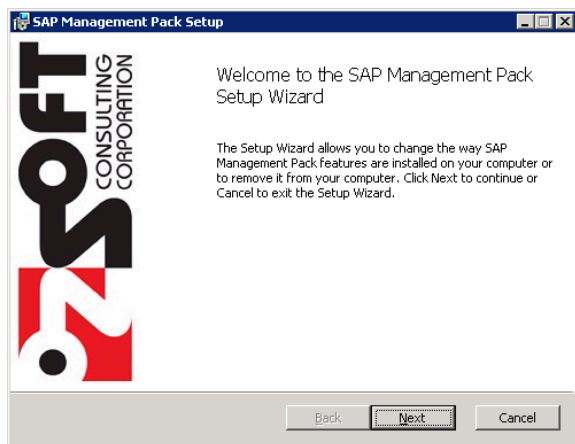 SAP Management Pack Setup
OZSOFT
CONSULTING
CORPORATION
Welcome to the SAP Management Pack
Setup Wizard
The Setup Wizard allows you to change the way SAP
Management Pack features are installed on your computer or
to remove it from your computer. Click Next to continue or
Cancel to exit the Setup Wizard.
Back Next Cancel